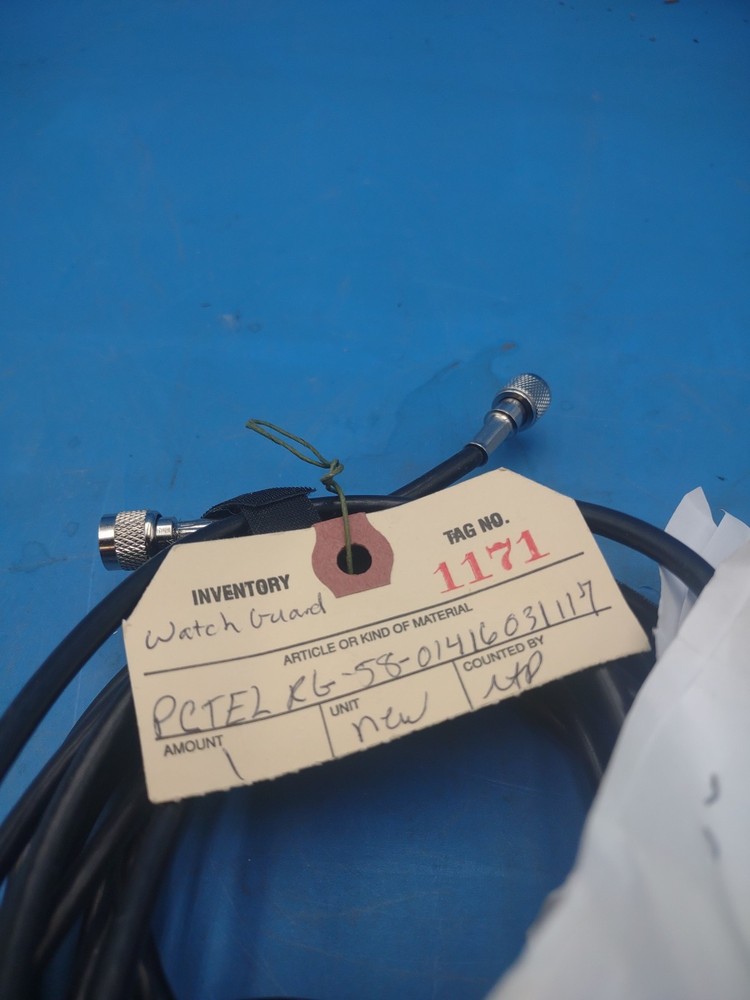 INVENTORY
TAG NO.
1171
Watch Guard
ARTICLE OR KIND OF MATERIAL
PCTEL RG-58-01416031117
AMOUNT
1
UNIT
new
COUNTED BY